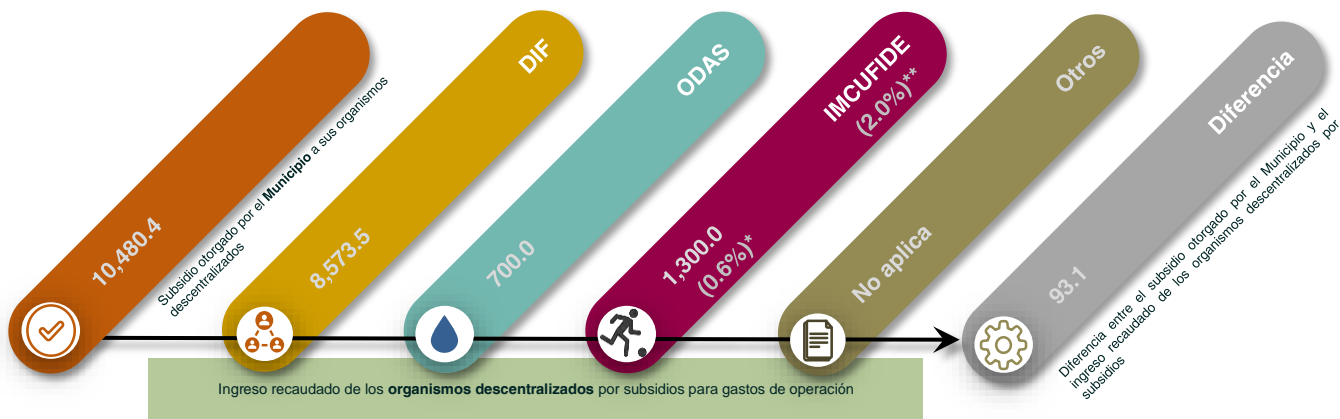 10,480.4
Subsidio otorgado por el Municipio a sus organismos
descentralizados
DIF
8,573.5
ODAS
700.0
IMCUFIDE
(2.0%)**
1,300.0
(0.6%)*
Otros
No aplica
Diferencia
93.1
Diferencia entre el subsidio otorgado por el Municipio y el
ingreso recaudado de los organismos descentralizados por
subsidios
Ingreso recaudado de los organismos descentralizados por subsidios para gastos de operación